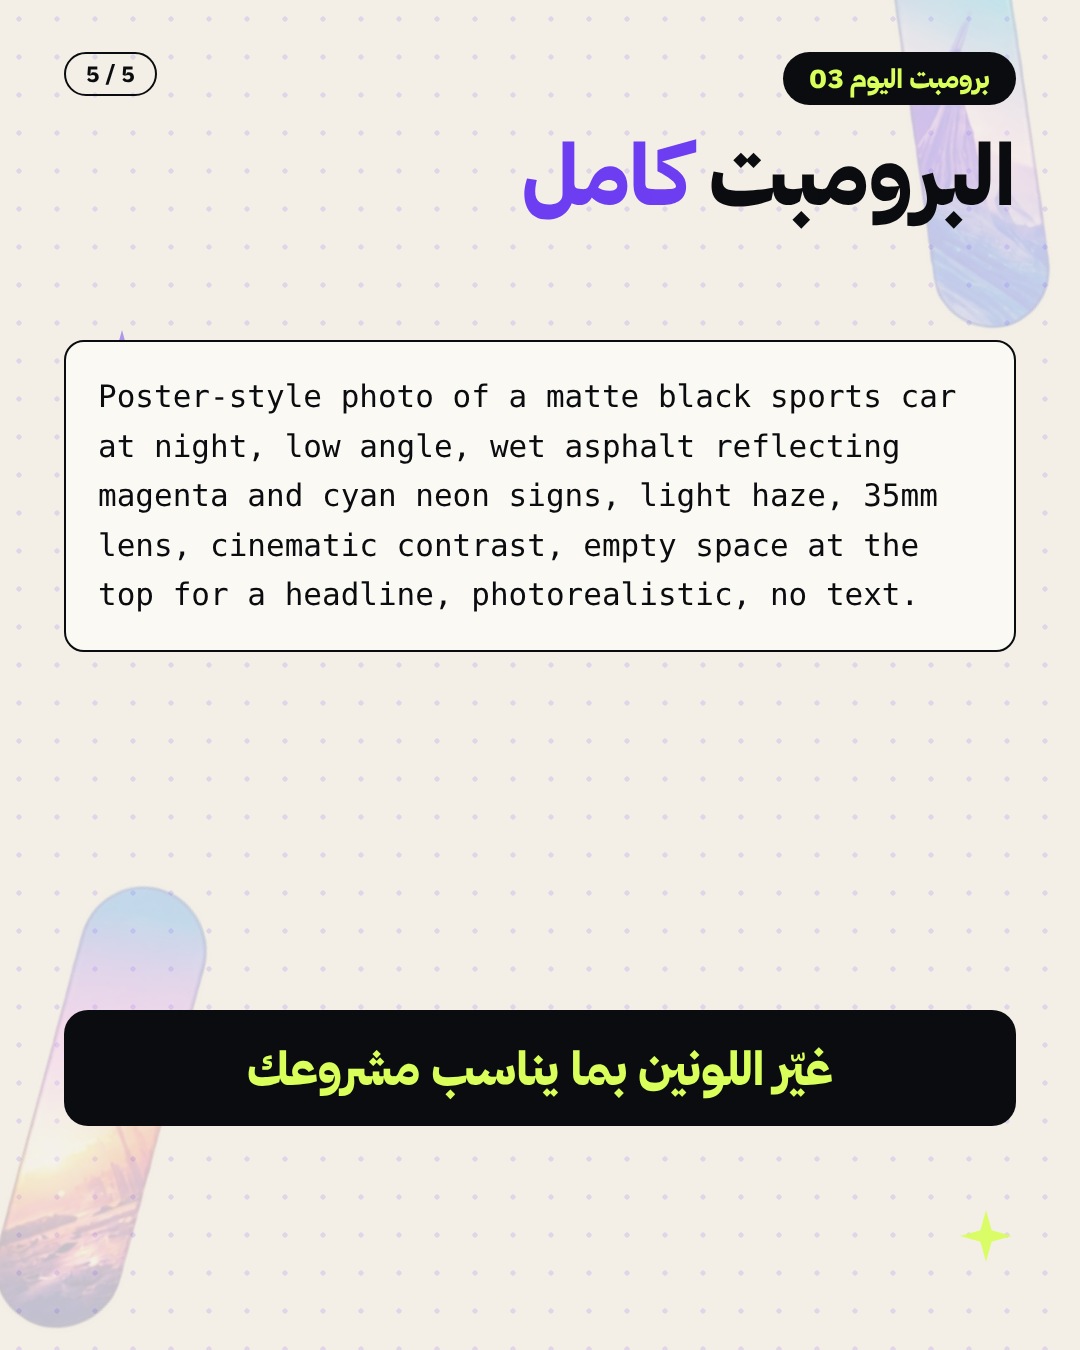 برومبت اليوم 03
5 / 5
البرومبت كامل
Poster-style photo of a matte black sports car
at night, low angle, wet asphalt reflecting
magenta and cyan neon signs, light haze, 35mm
lens, cinematic contrast, empty space at the
top for a headline, photorealistic, no text.
غيّر اللونين بما يناسب مشروعك